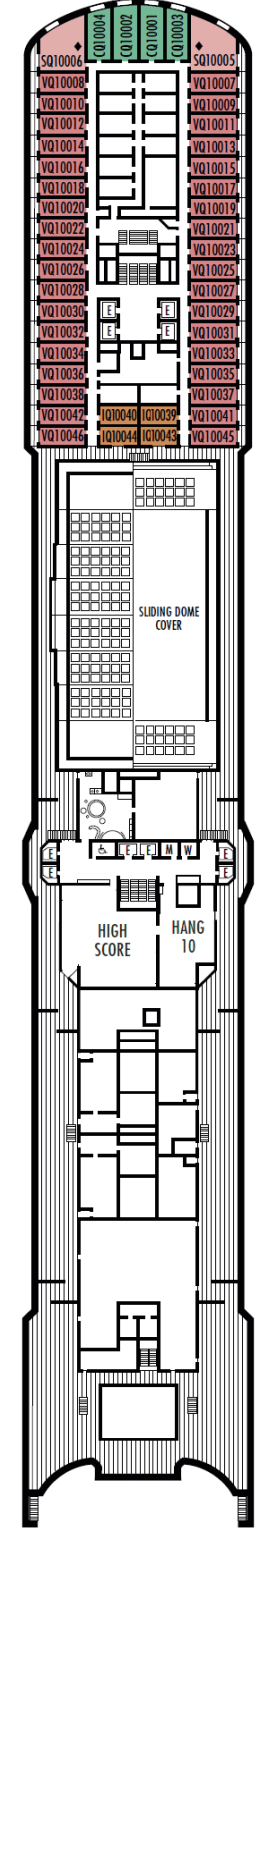 CQ10004 CQ10002 CQ10001 CQ10003
SQ10006 SQ10005
VQ10008 VQ10007
VQ10010 VQ10009
VQ10012 VQ10011
VQ10014 VQ10013
VQ10016 VQ10015
VQ10018 VQ10017
VQ10020 VQ10019
VQ10022 VQ10021
VQ10024 VQ10023
VQ10026 VQ10025
VQ10028 VQ10027
VQ10030 E E VQ10029
VQ10032 E E VQ10031
VQ10034 VQ10033
VQ10036 VQ10035
VQ10038 VQ10037
VQ10042 IQ10040 IQ10039 VQ10041
VQ10046 IQ10044 IQ10043 VQ10045
SLIDING DOME
COVER
E E E M W E
E E
HIGH
SCORE
HANG
10